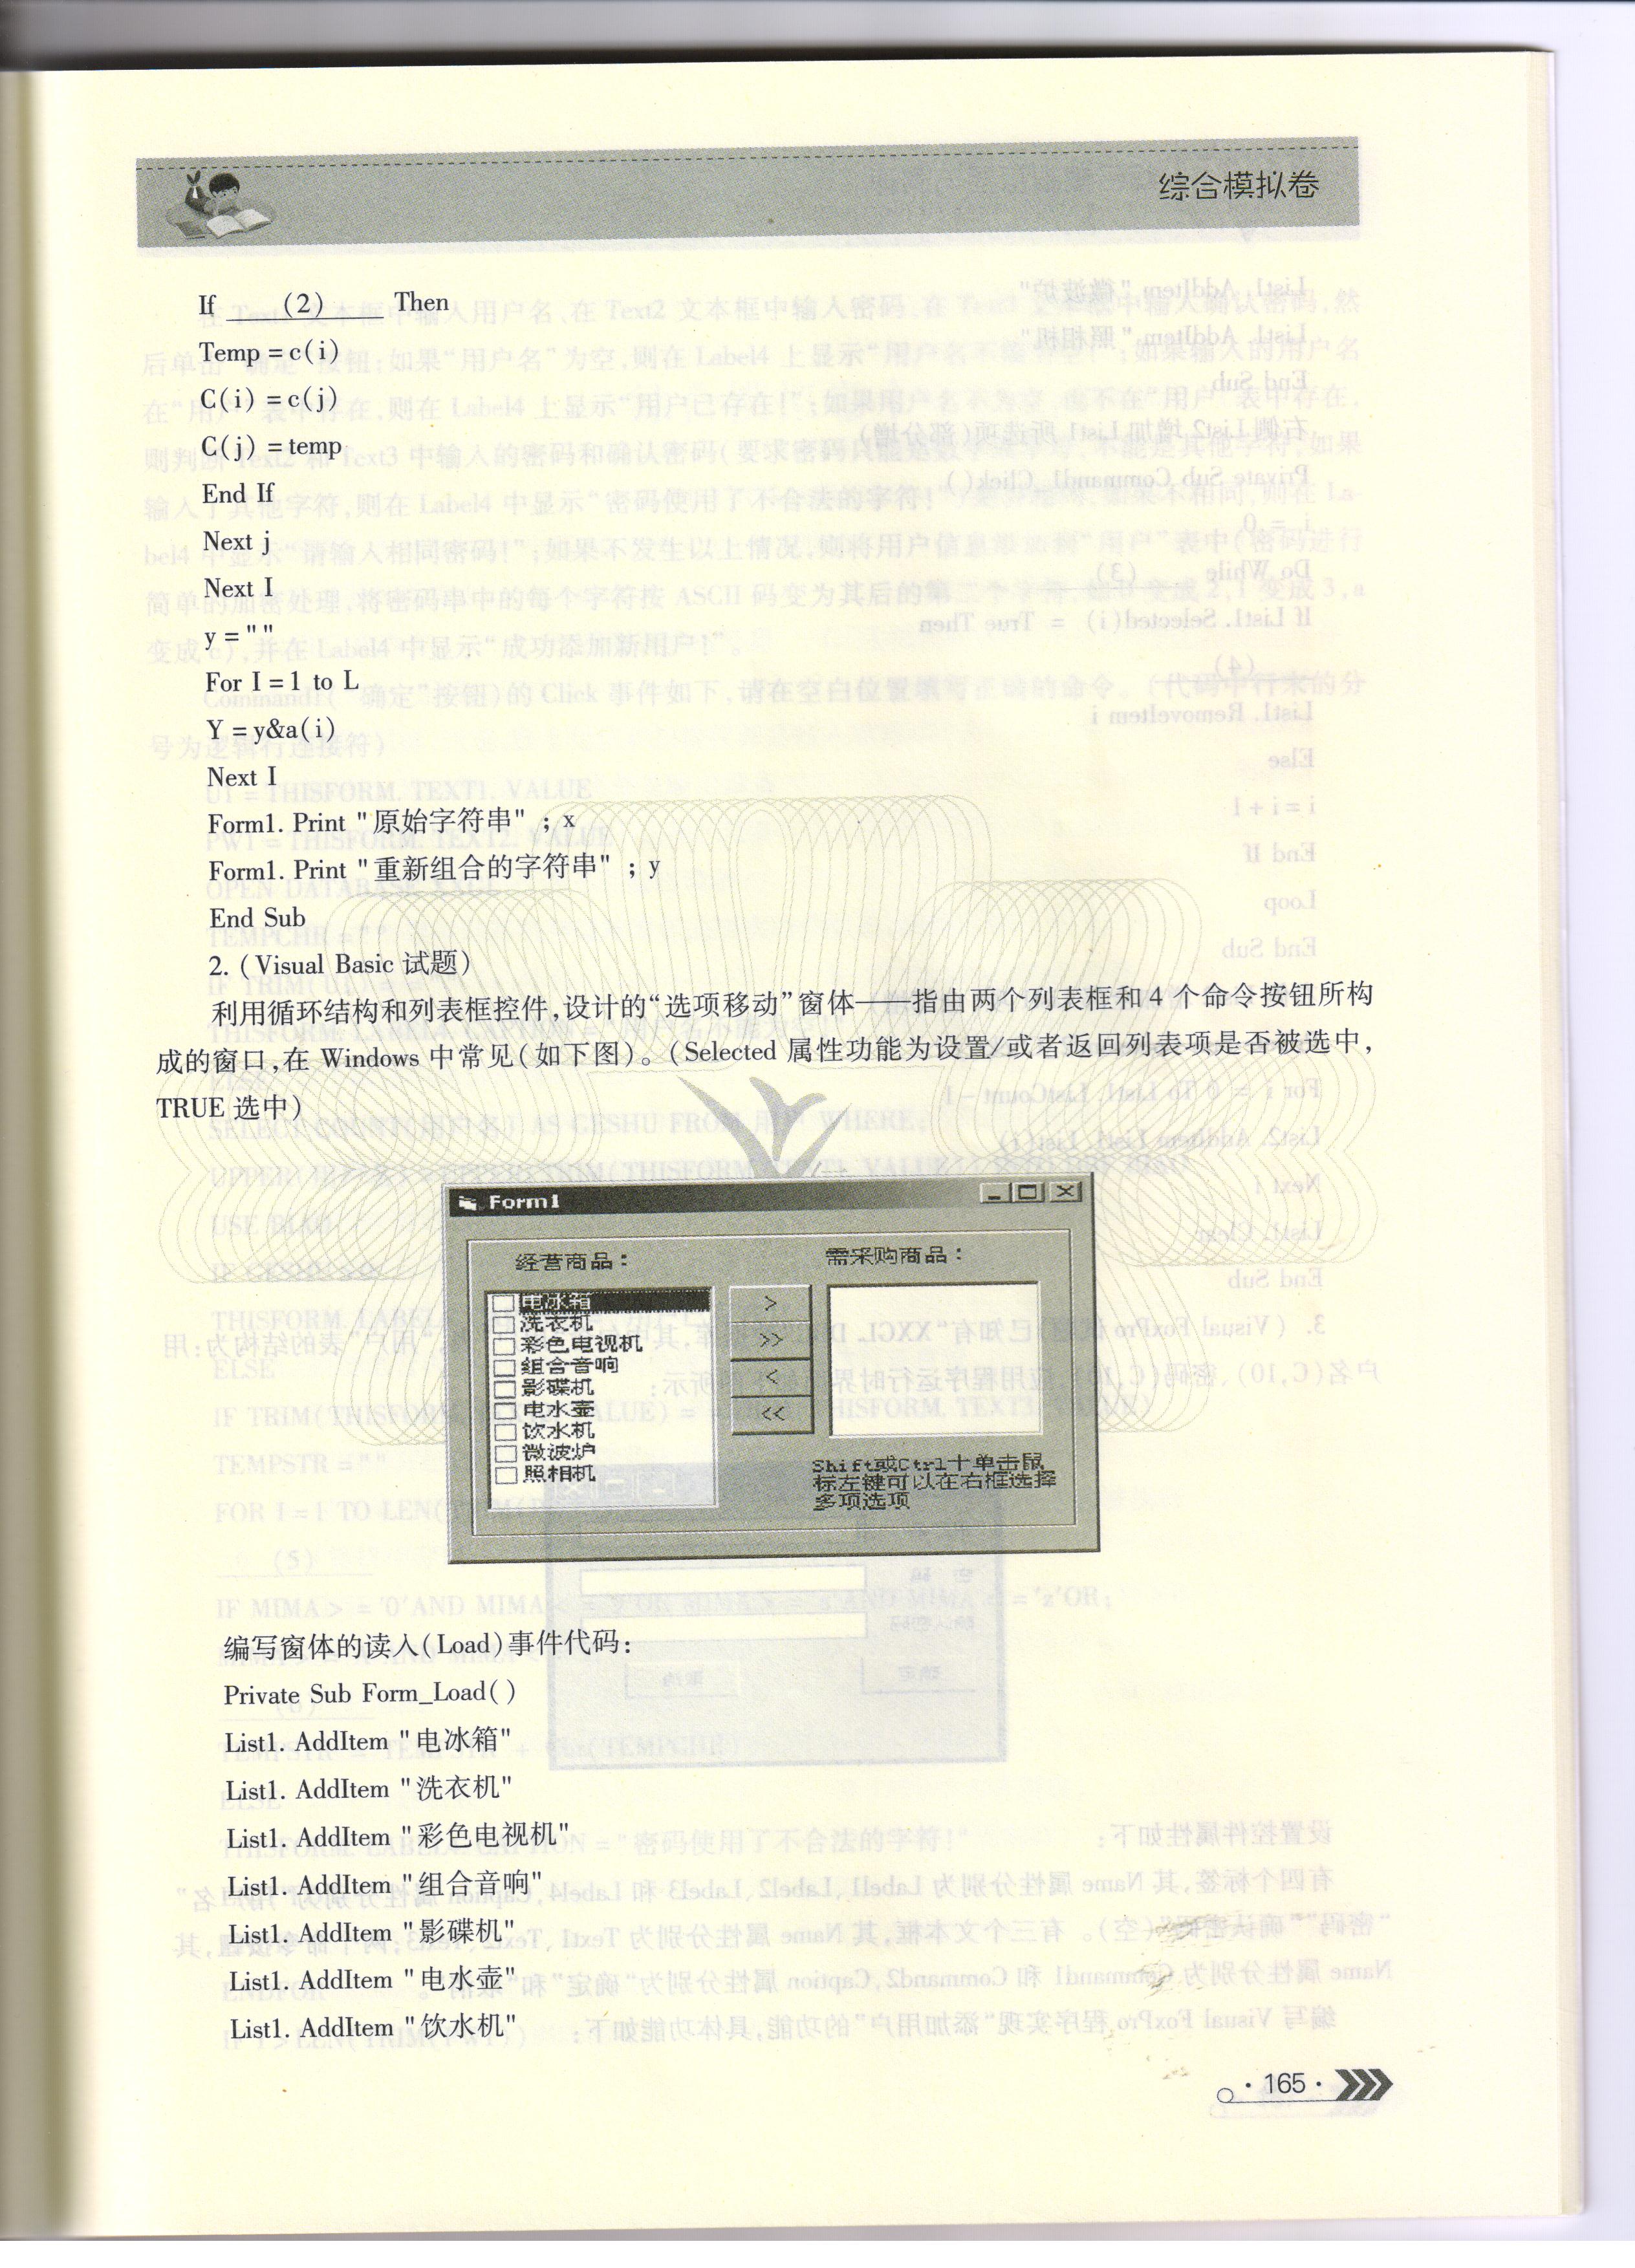 综合模拟卷
If (2) Then
Temp = c(i)
C(i) = c(j)
C(j) = temp
End If
Next j
Next I
y = ""
For I = 1 to L
Y = y&a(i)
Next I
Form1. Print "原始字符串" ; x
Form1. Print "重新组合的字符串" ; y
End Sub
2. (Visual Basic 试题)
利用循环结构和列表框控件,设计的“选项移动”窗体——指由两个列表框和 4 个命令按钮所构
成的窗口,在 Windows 中常见(如下图)。(Selected 属性功能为设置/或者返回列表项是否被选中,
TRUE 选中)
Form1
经营商品:
需采购商品:
电冰箱
洗衣机
彩色电视机
组合音响
影碟机
电水壶
饮水机
微波炉
照相机
>
>>
<
<<
Shift或Ctrl十单击鼠
标左键可以在右框选择
多项选项
编写窗体的读入(Load)事件代码:
Private Sub Form_Load( )
List1. AddItem "电冰箱"
List1. AddItem "洗衣机"
List1. AddItem "彩色电视机"
List1. AddItem "组合音响"
List1. AddItem "影碟机"
List1. AddItem "电水壶"
List1. AddItem "饮水机"
· 165 ·